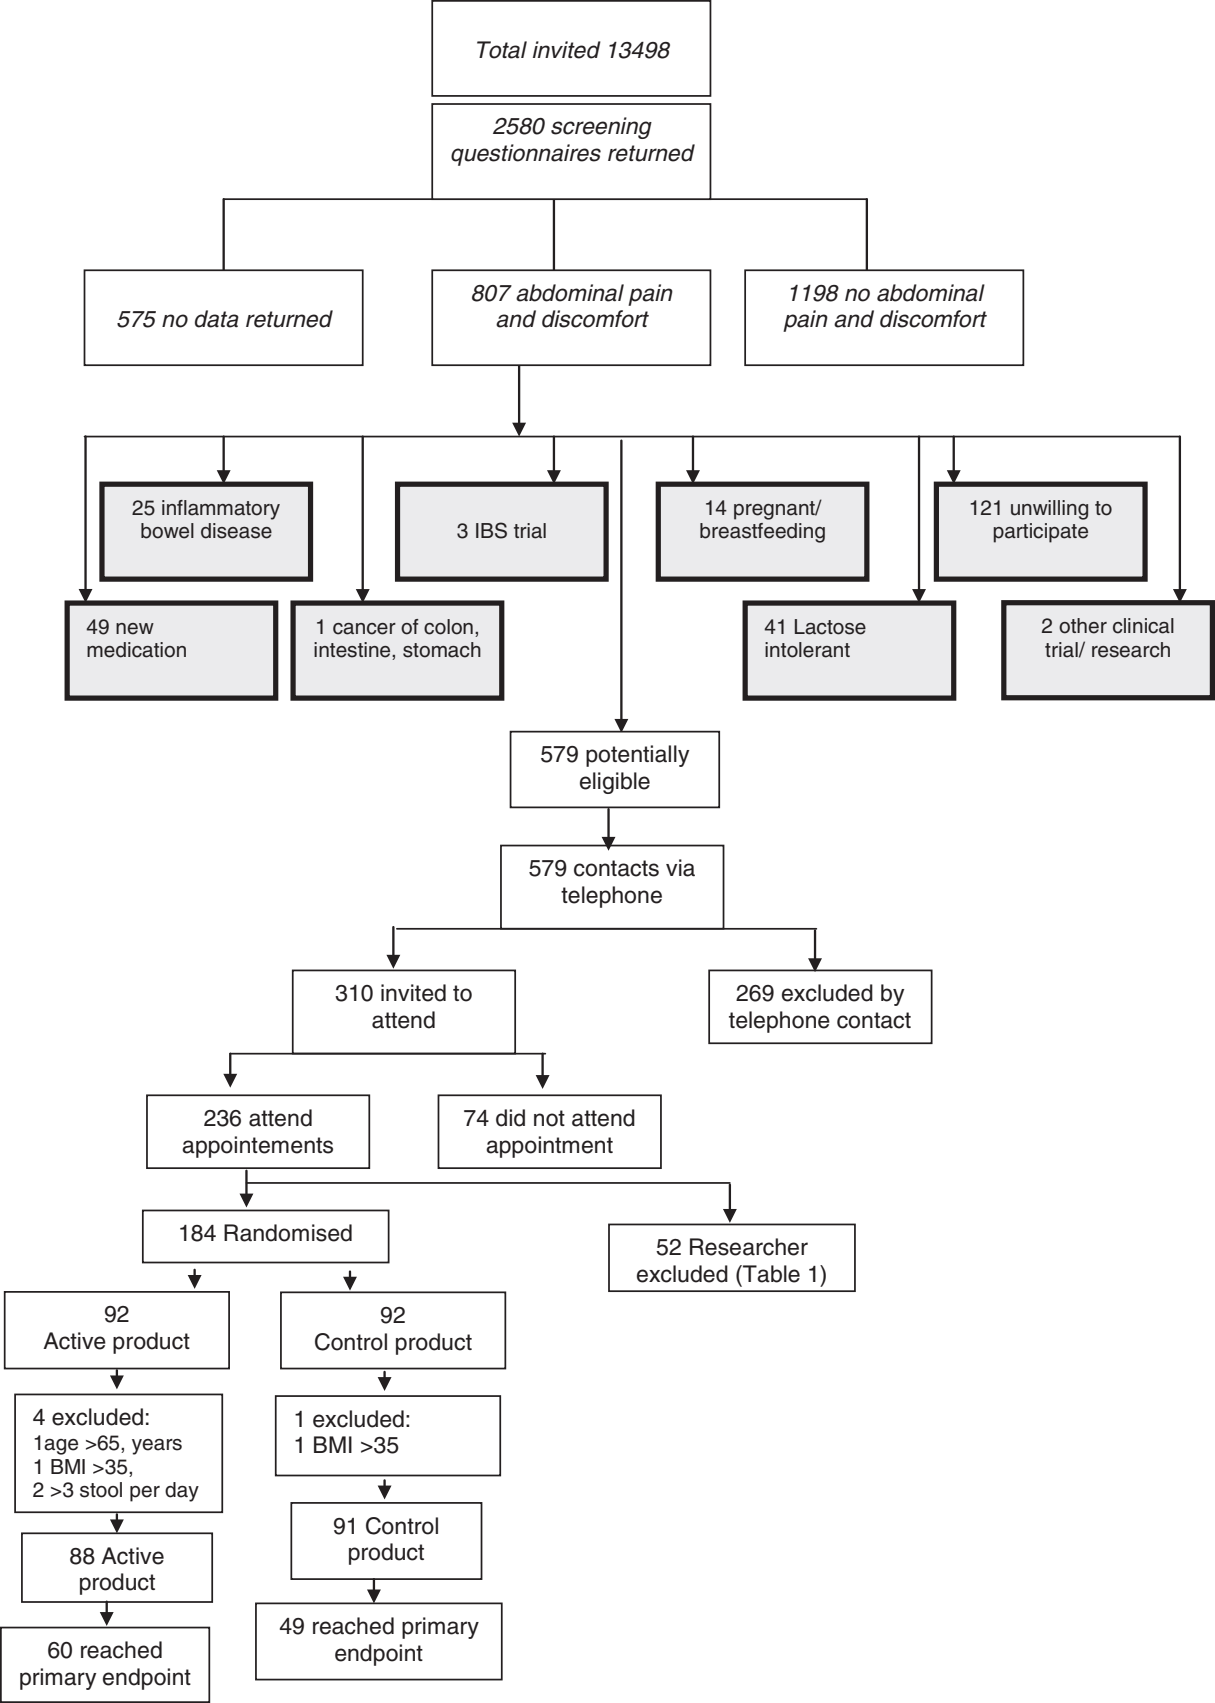 Total invited 13498
2580 screening
questionnaires returned
575 no data returned
807 abdominal pain
and discomfort
1198 no abdominal
pain and discomfort
25 inflammatory
bowel disease
3 IBS trial
14 pregnant/
breastfeeding
121 unwilling to
participate
49 new
medication
1 cancer of colon,
intestine, stomach
41 Lactose
intolerant
2 other clinical
trial/ research
579 potentially
eligible
579 contacts via
telephone
310 invited to
attend
269 excluded by
telephone contact
236 attend
appointements
74 did not attend
appointment
184 Randomised
52 Researcher
excluded (Table 1)
92
Active product
92
Control product
4 excluded:
1age >65, years
1 BMI >35,
2 >3 stool per day
1 excluded:
1 BMI >35
88 Active
product
91 Control
product
60 reached
primary endpoint
49 reached primary
endpoint